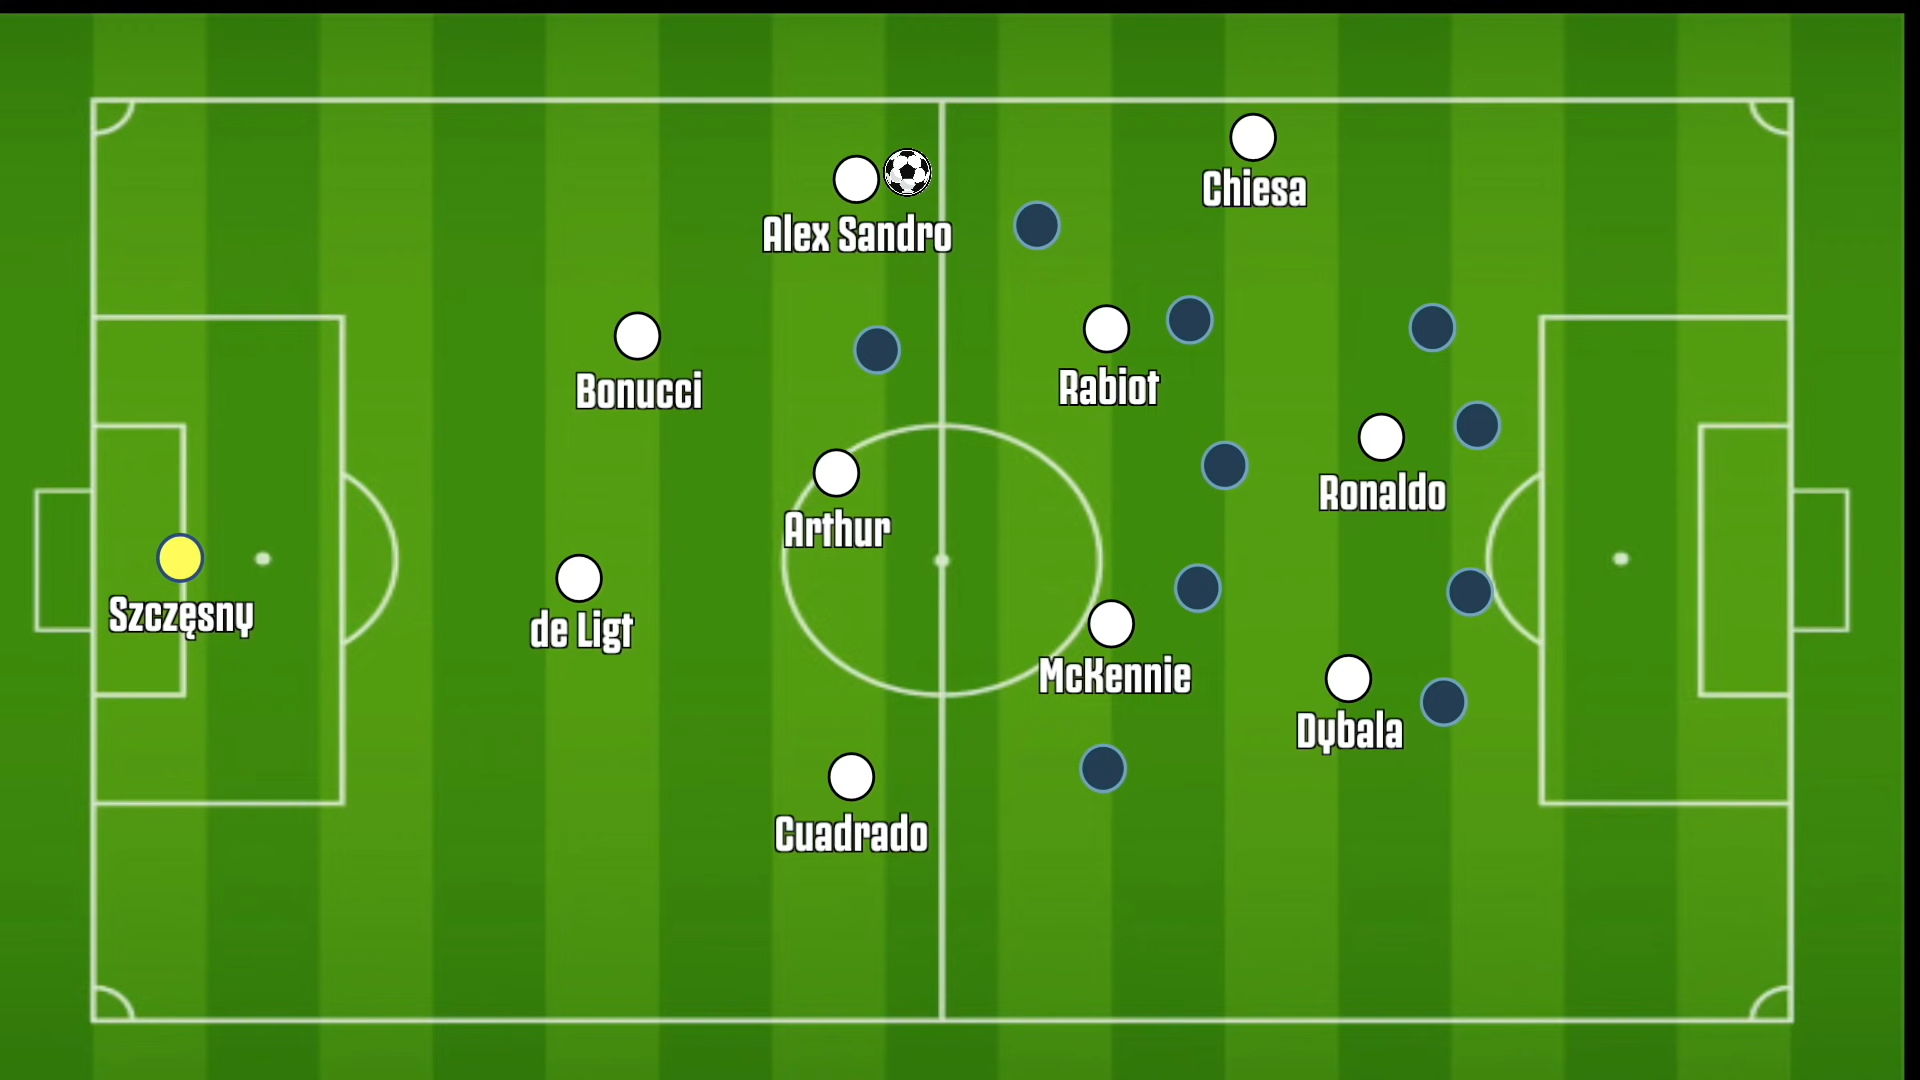 Chiesa
Alex Sandro
Bonucci
Rabiot
Ronaldo
Arthur
Szczęsny
de Ligt
McKennie
Dybala
Cuadrado